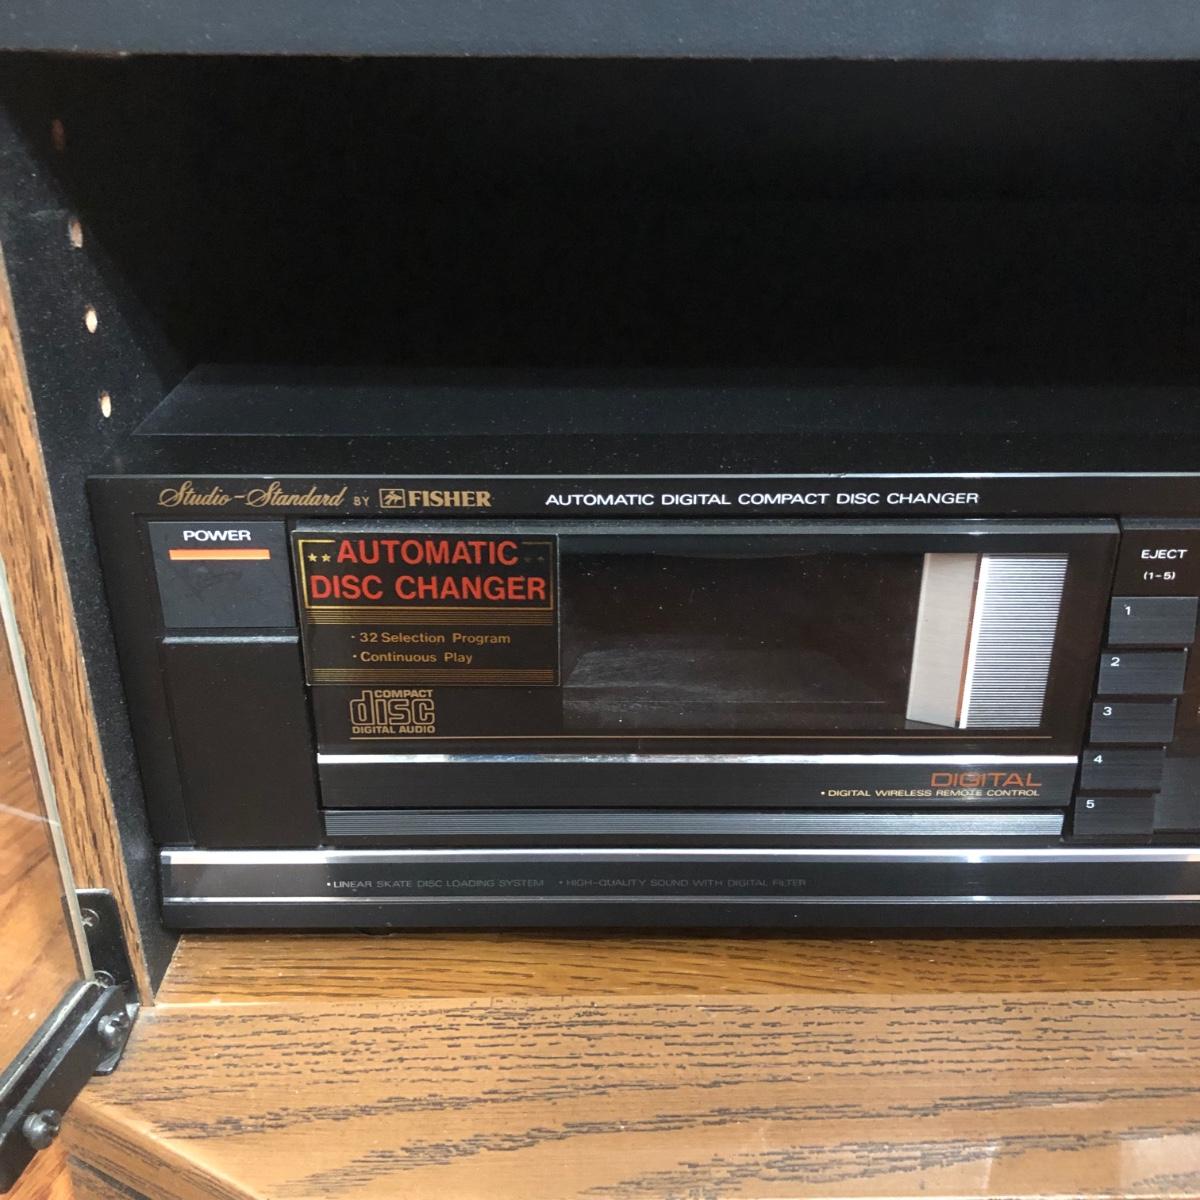 Studio-Standard BY FISHER
AUTOMATIC DIGITAL COMPACT DISC CHANGER
POWER
AUTOMATIC
DISC CHANGER
· 32 Selection Program
· Continuous Play
COMPACT
disc
DIGITAL AUDIO
EJECT
(1-5)
1
2
3
4
5
DIGITAL
• DIGITAL WIRELESS REMOTE CONTROL
• LINEAR SKATE DISC LOADING SYSTEM • HIGH-QUALITY SOUND WITH DIGITAL FILTER